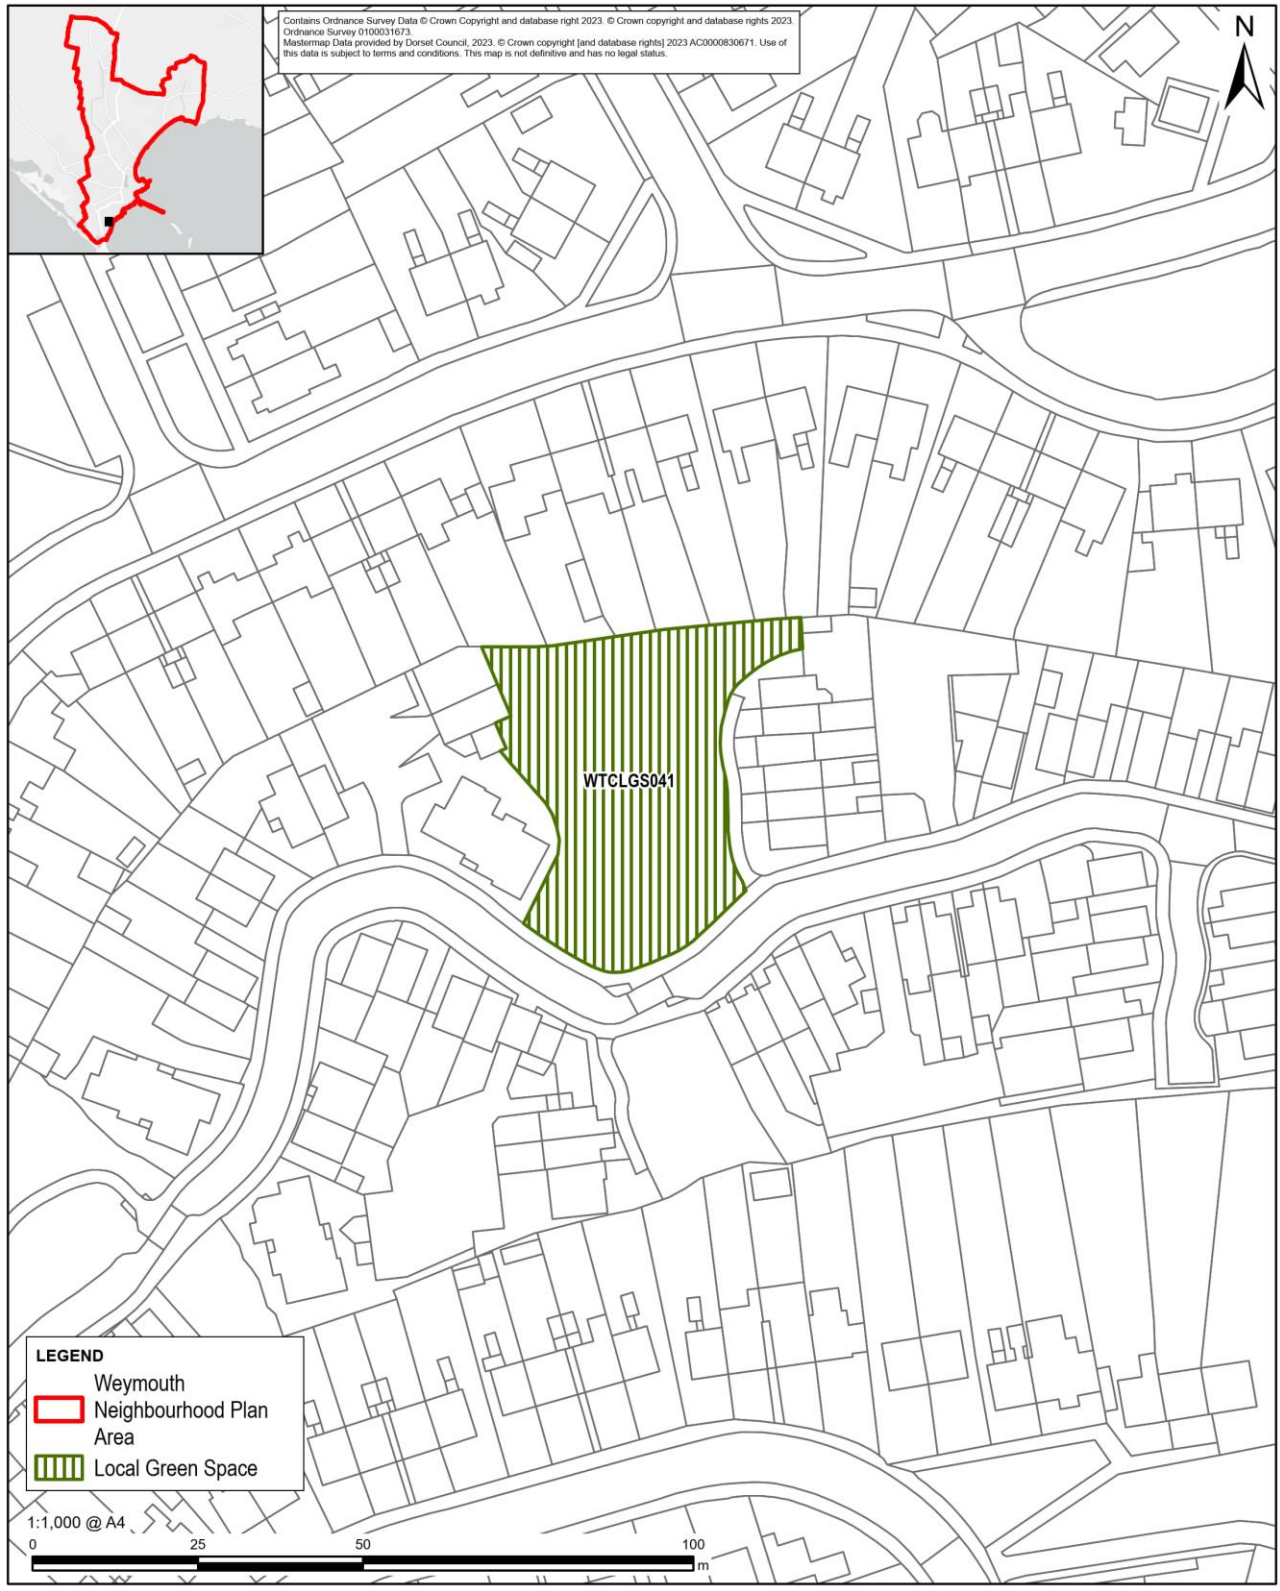 Contains Ordnance Survey Data © Crown Copyright and database right 2023. © Crown copyright and database rights 2023.
Ordnance Survey 0100031673.
Mastermap Data provided by Dorset Council, 2023. © Crown copyright [and database rights] 2023 AC0000830671. Use of
this data is subject to terms and conditions. This map is not definitive and has no legal status.
N
WTCLGS041
LEGEND
Weymouth
Neighbourhood Plan
Area
Local Green Space
1:1,000 @ A4
0 25 50 100
m